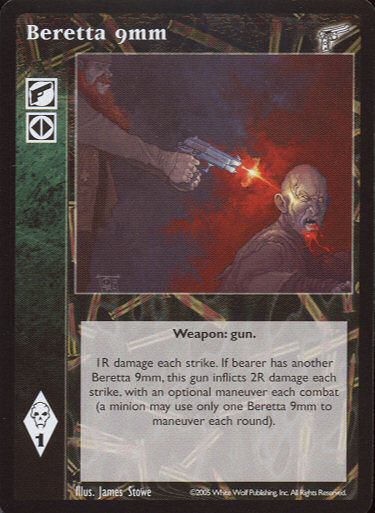 Beretta 9mm
Weapon: gun.
1R damage each strike. If bearer has another
Beretta 9mm, this gun inflicts 2R damage each
strike, with an optional maneuver each combat
(a minion may use only one Beretta 9mm to
maneuver each round).
1
Illus. James Stowe
©2005 White Wolf Publishing, Inc. All Rights Reserved.